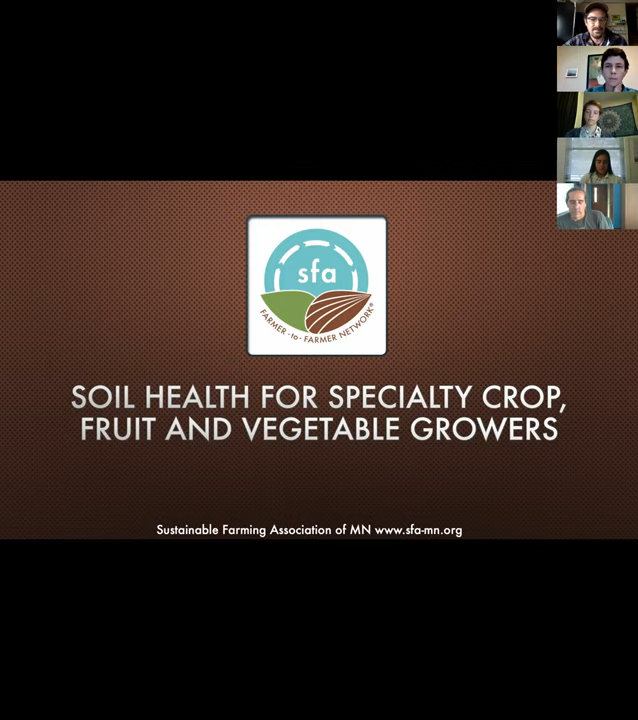 sfa
FARMER -to- FARMER NETWORK®
SOIL HEALTH FOR SPECIALTY CROP,
FRUIT AND VEGETABLE GROWERS
Sustainable Farming Association of MN www.sfa-mn.org